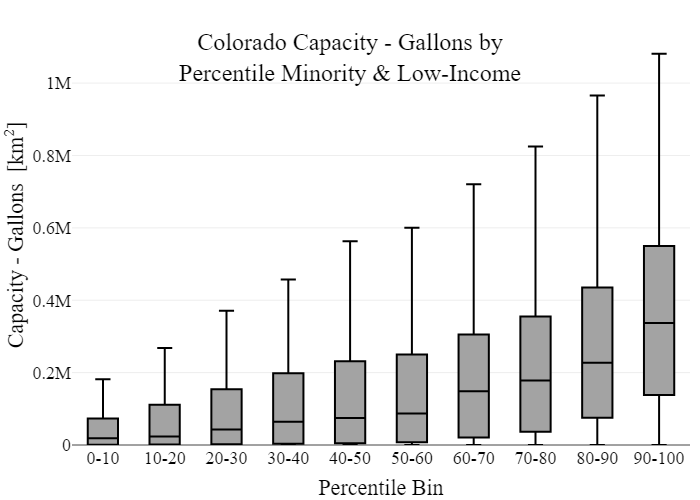 Colorado Capacity - Gallons by
Percentile Minority & Low-Income
Capacity - Gallons [km²]
1M
0.8M
0.6M
0.4M
0.2M
0
0-10 10-20 20-30 30-40 40-50 50-60 60-70 70-80 80-90 90-100
Percentile Bin